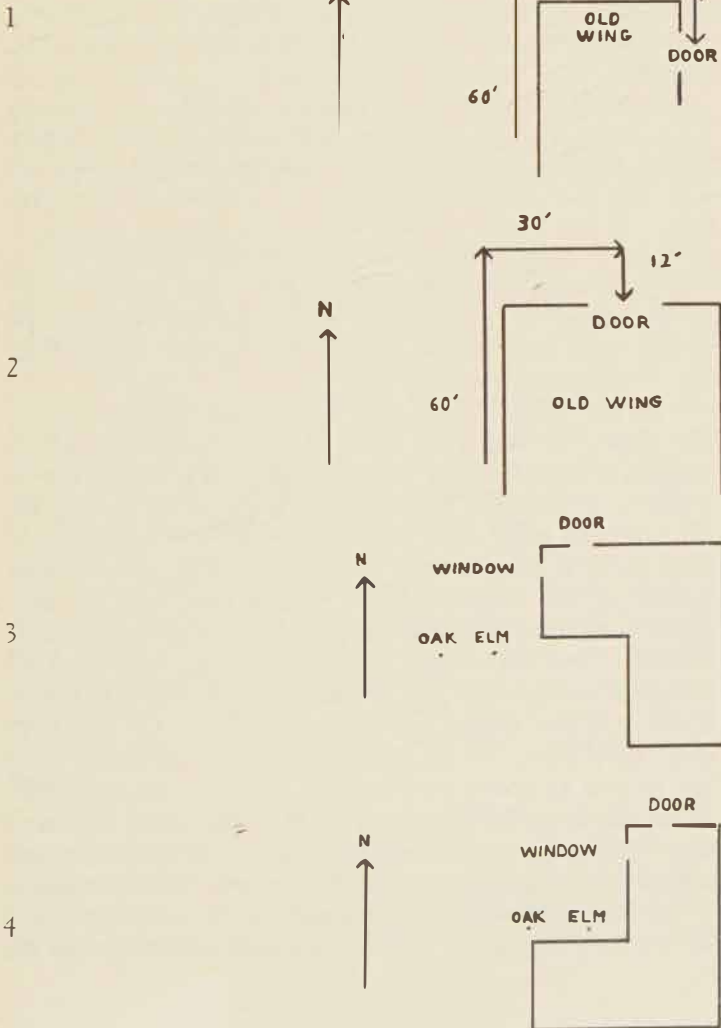 1
OLD
WING
DOOR
60'
30'
12'
N
DOOR
2
60'
OLD WING
DOOR
N
WINDOW
3
OAK ELM
DOOR
N
WINDOW
OAK ELM
4